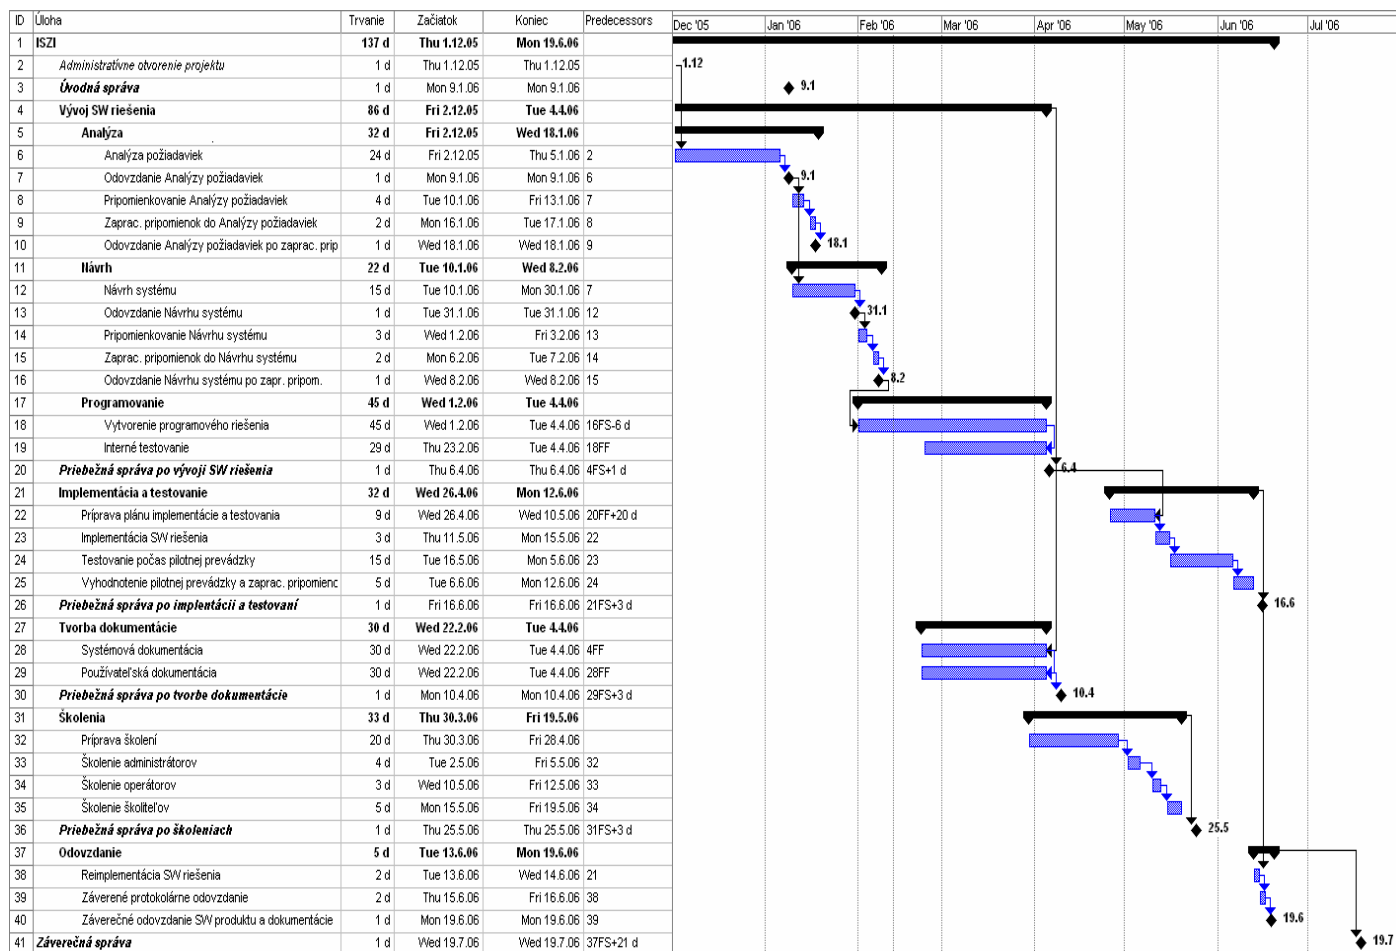 ID Úloha Trvanie Začiatok Koniec Predecessors Dec '05 Jan '06 Feb '06 Mar '06 Apr '06 May '06 Jun '06 Jul '06
1 ISZI 137 d Thu 1.12.05 Mon 19.6.06
2 Administratívne otvorenie projektu 1 d Thu 1.12.05 Thu 1.12.05 1.12
3 Úvodná správa 1 d Mon 9.1.06 Mon 9.1.06 9.1
4 Vývoj SW riešenia 86 d Fri 2.12.05 Tue 4.4.06
5 Analýza 32 d Fri 2.12.05 Wed 18.1.06
6 Analýza požiadaviek 24 d Fri 2.12.05 Thu 5.1.06 2
7 Odovzdanie Analýzy požiadaviek 1 d Mon 9.1.06 Mon 9.1.06 6 9.1
8 Pripomienkovanie Analýzy požiadaviek 4 d Tue 10.1.06 Fri 13.1.06 7
9 Zaprac. pripomienok do Analýzy požiadaviek 2 d Mon 16.1.06 Tue 17.1.06 8
10 Odovzdanie Analýzy požiadaviek po zaprac. prip 1 d Wed 18.1.06 Wed 18.1.06 9 18.1
11 Návrh 22 d Tue 10.1.06 Wed 8.2.06
12 Návrh systému 15 d Tue 10.1.06 Mon 30.1.06 7
13 Odovzdanie Návrhu systému 1 d Tue 31.1.06 Tue 31.1.06 12 31.1
14 Pripomienkovanie Návrhu systému 3 d Wed 1.2.06 Fri 3.2.06 13
15 Zaprac. pripomienok do Návrhu systému 2 d Mon 6.2.06 Tue 7.2.06 14
16 Odovzdanie Návrhu systému po zapr. pripom. 1 d Wed 8.2.06 Wed 8.2.06 15 8.2
17 Programovanie 45 d Wed 1.2.06 Tue 4.4.06
18 Vytvorenie programového riešenia 45 d Wed 1.2.06 Tue 4.4.06 16FS-6 d
19 Interné testovanie 29 d Thu 23.2.06 Tue 4.4.06 18FF
20 Priebežná správa po vývoji SW riešenia 1 d Thu 6.4.06 Thu 6.4.06 4FS+1 d 6.4
21 Implementácia a testovanie 32 d Wed 26.4.06 Mon 12.6.06
22 Príprava plánu implementácie a testovania 9 d Wed 26.4.06 Wed 10.5.06 20FF+20 d
23 Implementácia SW riešenia 3 d Thu 11.5.06 Mon 15.5.06 22
24 Testovanie počas pilotnej prevádzky 15 d Tue 16.5.06 Mon 5.6.06 23
25 Vyhodnotenie pilotnej prevádzky a zaprac. pripomienc 5 d Tue 6.6.06 Mon 12.6.06 24
26 Priebežná správa po implentácii a testovaní 1 d Fri 16.6.06 Fri 16.6.06 21FS+3 d 16.6
27 Tvorba dokumentácie 30 d Wed 22.2.06 Tue 4.4.06
28 Systémová dokumentácia 30 d Wed 22.2.06 Tue 4.4.06 4FF
29 Používateľská dokumentácia 30 d Wed 22.2.06 Tue 4.4.06 28FF
30 Priebežná správa po tvorbe dokumentácie 1 d Mon 10.4.06 Mon 10.4.06 29FS+3 d 10.4
31 Školenia 33 d Thu 30.3.06 Fri 19.5.06
32 Príprava školení 20 d Thu 30.3.06 Fri 28.4.06
33 Školenie administrátorov 4 d Tue 2.5.06 Fri 5.5.06 32
34 Školenie operátorov 3 d Wed 10.5.06 Fri 12.5.06 33
35 Školenie školiteľov 5 d Mon 15.5.06 Fri 19.5.06 34
36 Priebežná správa po školeniach 1 d Thu 25.5.06 Thu 25.5.06 31FS+3 d 25.5
37 Odovzdanie 5 d Tue 13.6.06 Mon 19.6.06
38 Reimplementácia SW riešenia 2 d Tue 13.6.06 Wed 14.6.06 21
39 Záverené protokolárne odovzdanie 2 d Thu 15.6.06 Fri 16.6.06 38
40 Záverečné odovzdanie SW produktu a dokumentácie 1 d Mon 19.6.06 Mon 19.6.06 39 19.6
41 Záverečná správa 1 d Wed 19.7.06 Wed 19.7.06 37FS+21 d 19.7